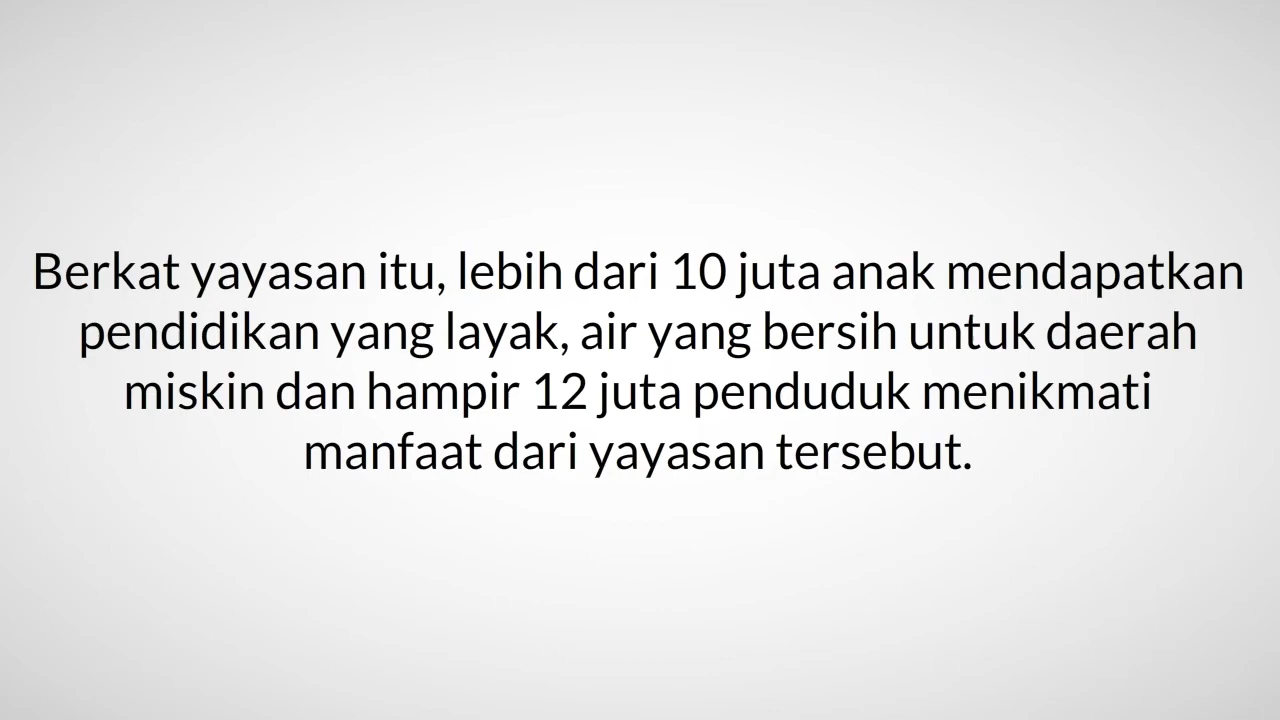 Berkat yayasan itu, lebih dari 10 juta anak mendapatkan
pendidikan yang layak, air yang bersih untuk daerah
miskin dan hampir 12 juta penduduk menikmati
manfaat dari yayasan tersebut.